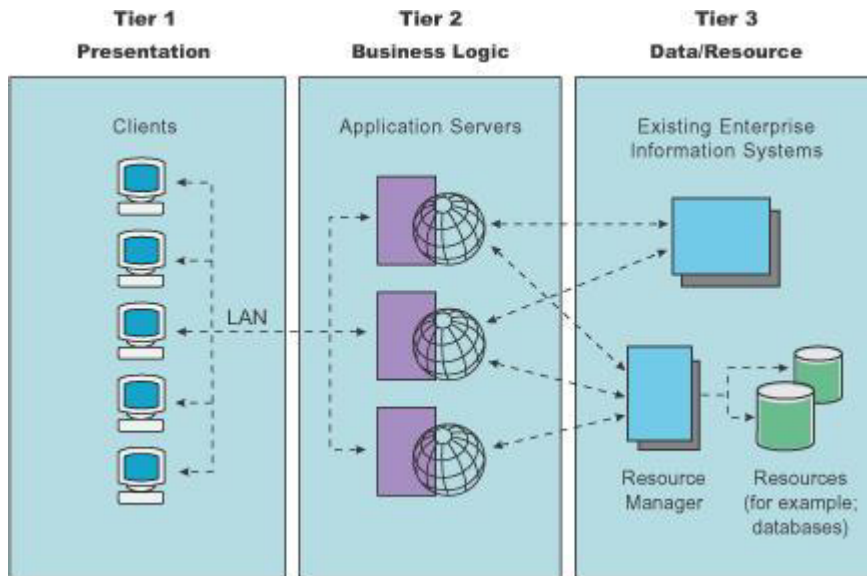 Tier 1
Presentation
Tier 2
Business Logic
Tier 3
Data/Resource
Clients
LAN
Application Servers
Existing Enterprise
Information Systems
Resource
Manager
Resources
(for example;
databases)